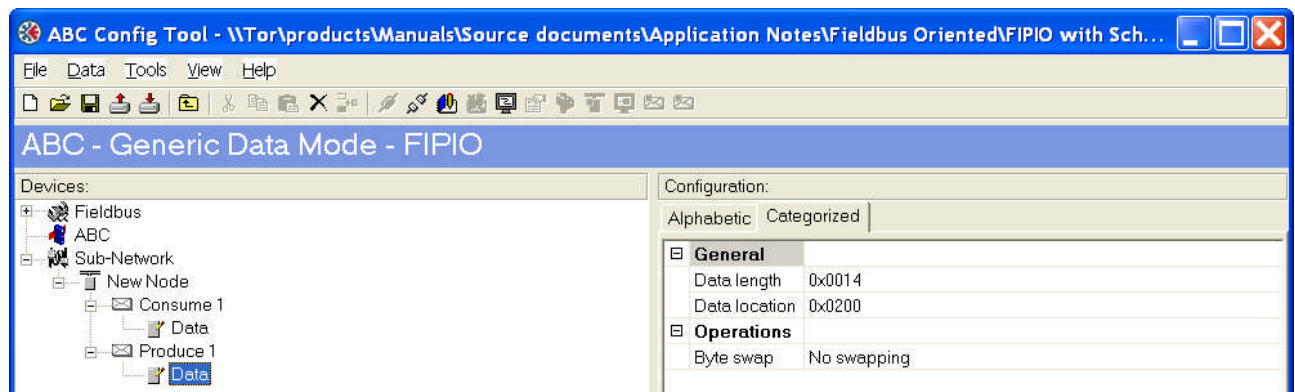 ABC Config Tool - \\Tor\products\Manuals\Source documents\Application Notes\Fieldbus Oriented\FIPIO with Sch...
File Data Tools View Help
ABC - Generic Data Mode - FIPIO
Devices:
Fieldbus
ABC
Sub-Network
New Node
Consume 1
Data
Produce 1
Data
Configuration:
Alphabetic Categorized
General
Data length 0x0014
Data location 0x0200
Operations
Byte swap No swapping